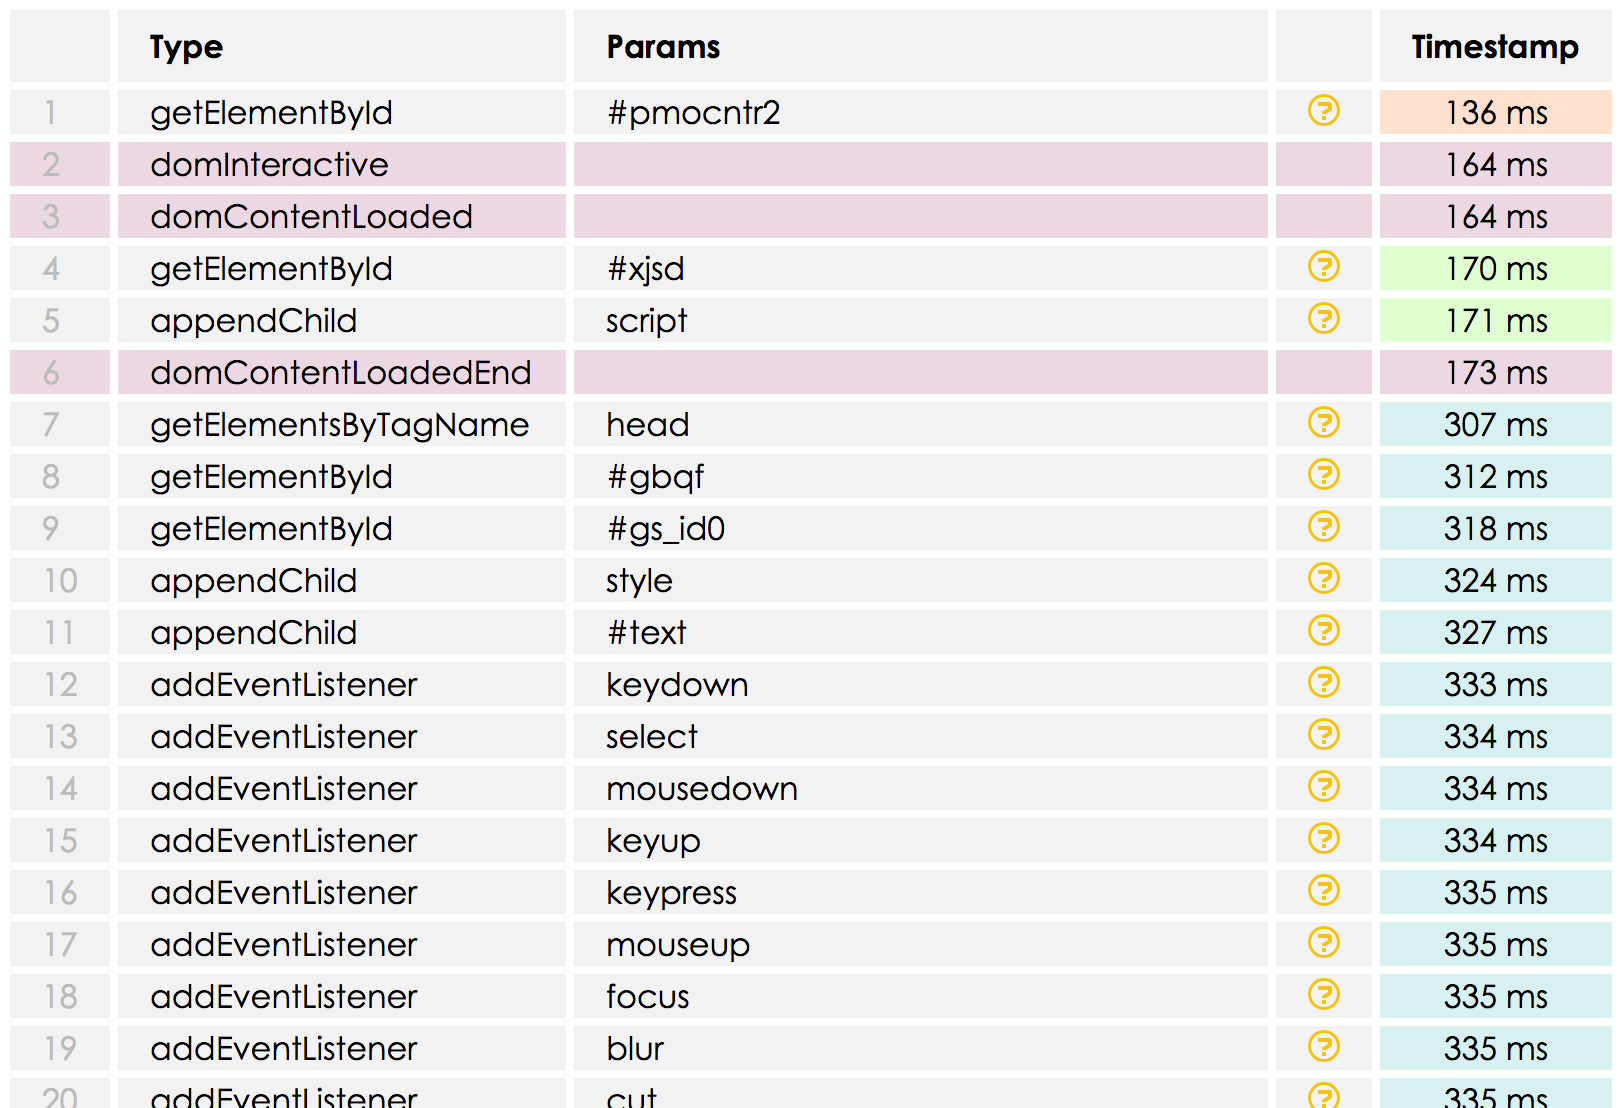 Type Params Timestamp
1 getElementById #pmocntr2 ? 136 ms
2 domInteractive 164 ms
3 domContentLoaded 164 ms
4 getElementById #xjsd ? 170 ms
5 appendChild script ? 171 ms
6 domContentLoadedEnd 173 ms
7 getElementsByTagName head ? 307 ms
8 getElementById #gbqf ? 312 ms
9 getElementById #gs_id0 ? 318 ms
10 appendChild style ? 324 ms
11 appendChild #text ? 327 ms
12 addEventListener keydown ? 333 ms
13 addEventListener select ? 334 ms
14 addEventListener mousedown ? 334 ms
15 addEventListener keyup ? 334 ms
16 addEventListener keypress ? 335 ms
17 addEventListener mouseup ? 335 ms
18 addEventListener focus ? 335 ms
19 addEventListener blur ? 335 ms
20 addEventListener cut ? 335 ms